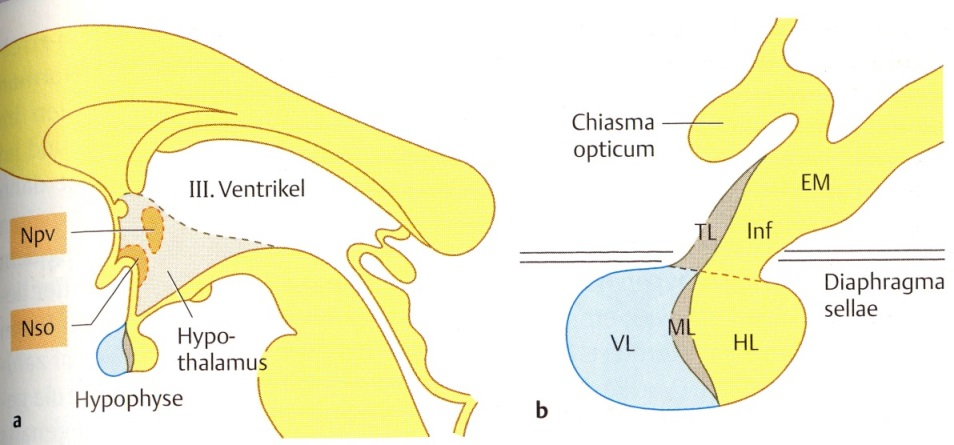 III. Ventrikel
Npv
Nso
Hypo-
thalamus
Hypophyse
a
Chiasma
opticum
EM
TL
Inf
Diaphragma
sellae
VL
ML
HL
b